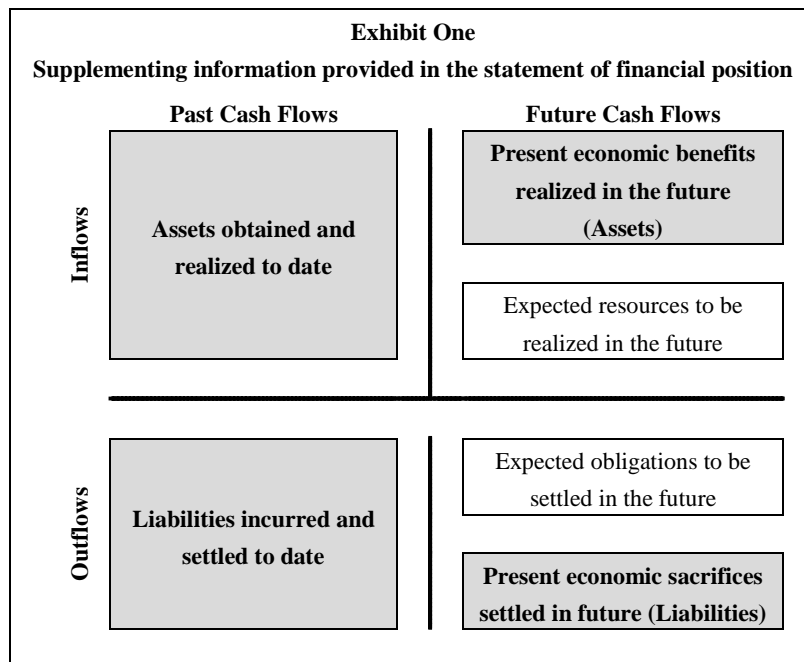 Exhibit One
Supplementing information provided in the statement of financial position
Past Cash Flows
Future Cash Flows
Inflows
Assets obtained and
realized to date
Present economic benefits
realized in the future
(Assets)
Expected resources to be
realized in the future
Outflows
Liabilities incurred and
settled to date
Expected obligations to be
settled in the future
Present economic sacrifices
settled in future (Liabilities)